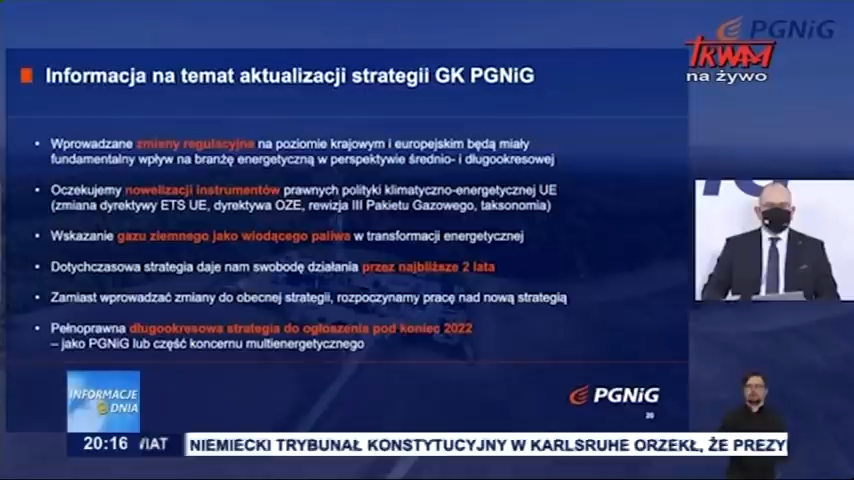 PGNiG
TRWAM
na żywo
Informacja na temat aktualizacji strategii GK PGNiG
• Wprowadzane zmiany regulacyjne na poziomie krajowym i europejskim będą miały
fundamentalny wpływ na branżę energetyczną w perspektywie średnio- i długookresowej
• Oczekujemy nowelizacji instrumentów prawnych polityki klimatyczno-energetycznej UE
(zmiana dyrektywy ETS UE, dyrektywa OZE, rewizja III Pakietu Gazowego, taksonomia)
• Wskazanie gazu ziemnego jako wiodącego paliwa w transformacji energetycznej
• Dotychczasowa strategia daje nam swobodę działania przez najbliższe 2 lata
• Zamiast wprowadzać zmiany do obecnej strategii, rozpoczynamy pracę nad nową strategią
• Pełnoprawna długookresowa strategia do ogłoszenia pod koniec 2022
– jako PGNiG lub część koncernu multienergetycznego
PGNiG
20
INFORMACJE
DNIA
20:16 WIAT NIEMIECKI TRYBUNAŁ KONSTYTUCYJNY W KARLSRUHE ORZEKŁ, ŻE PREZY